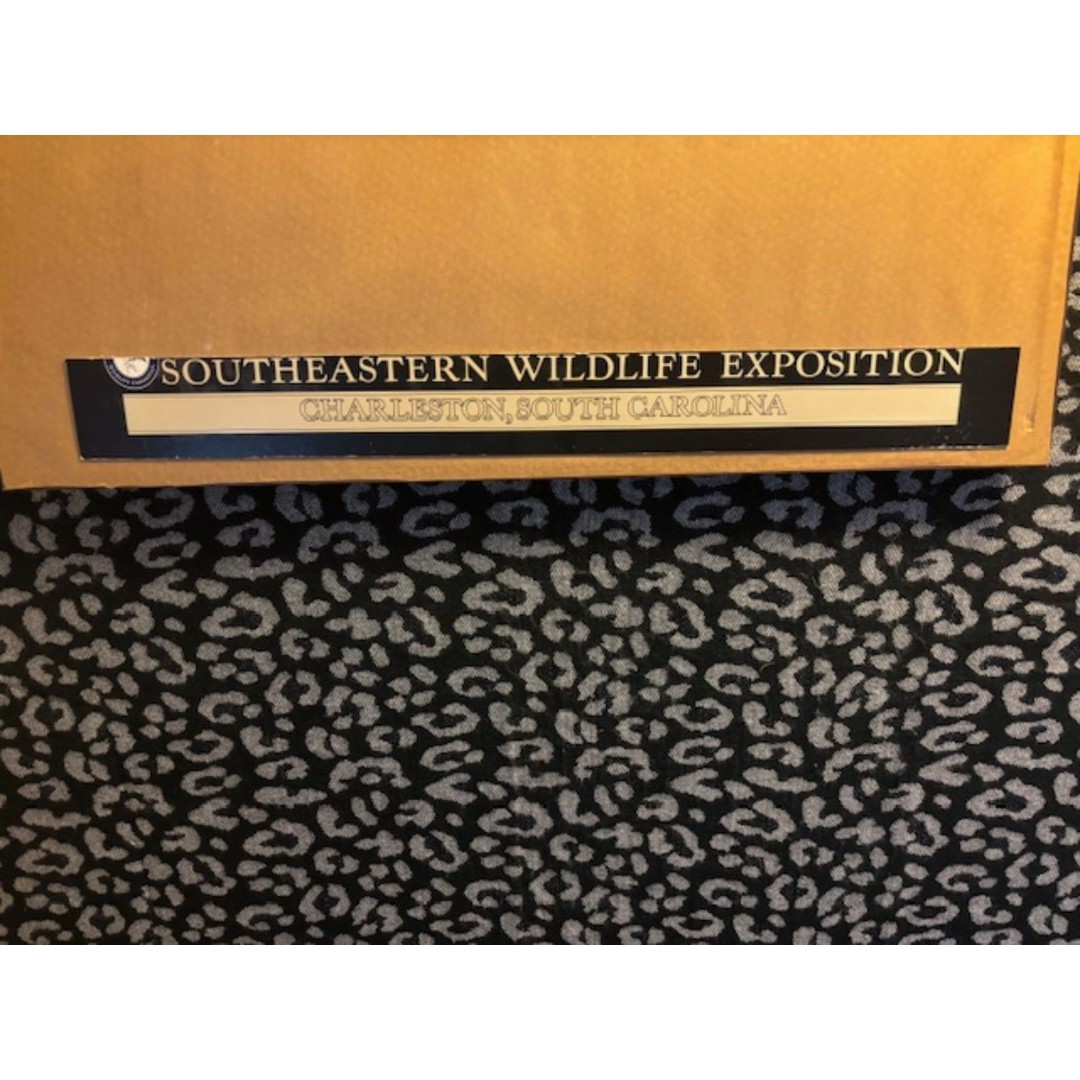 SOUTHEASTERN WILDLIFE EXPOSITION
CHARLESTON, SOUTH CAROLINA